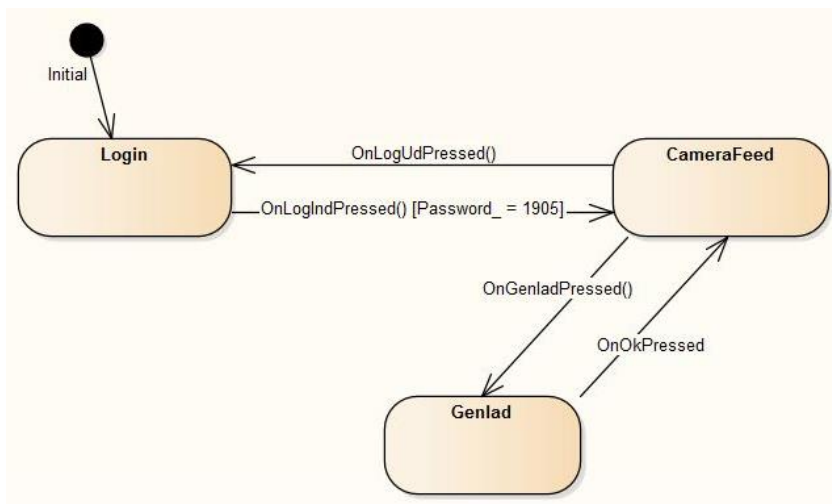 Initial
Login
OnLogUdPressed()
CameraFeed
OnLogIndPressed() [Password_ = 1905]
OnGenladPressed()
OnOkPressed
Genlad